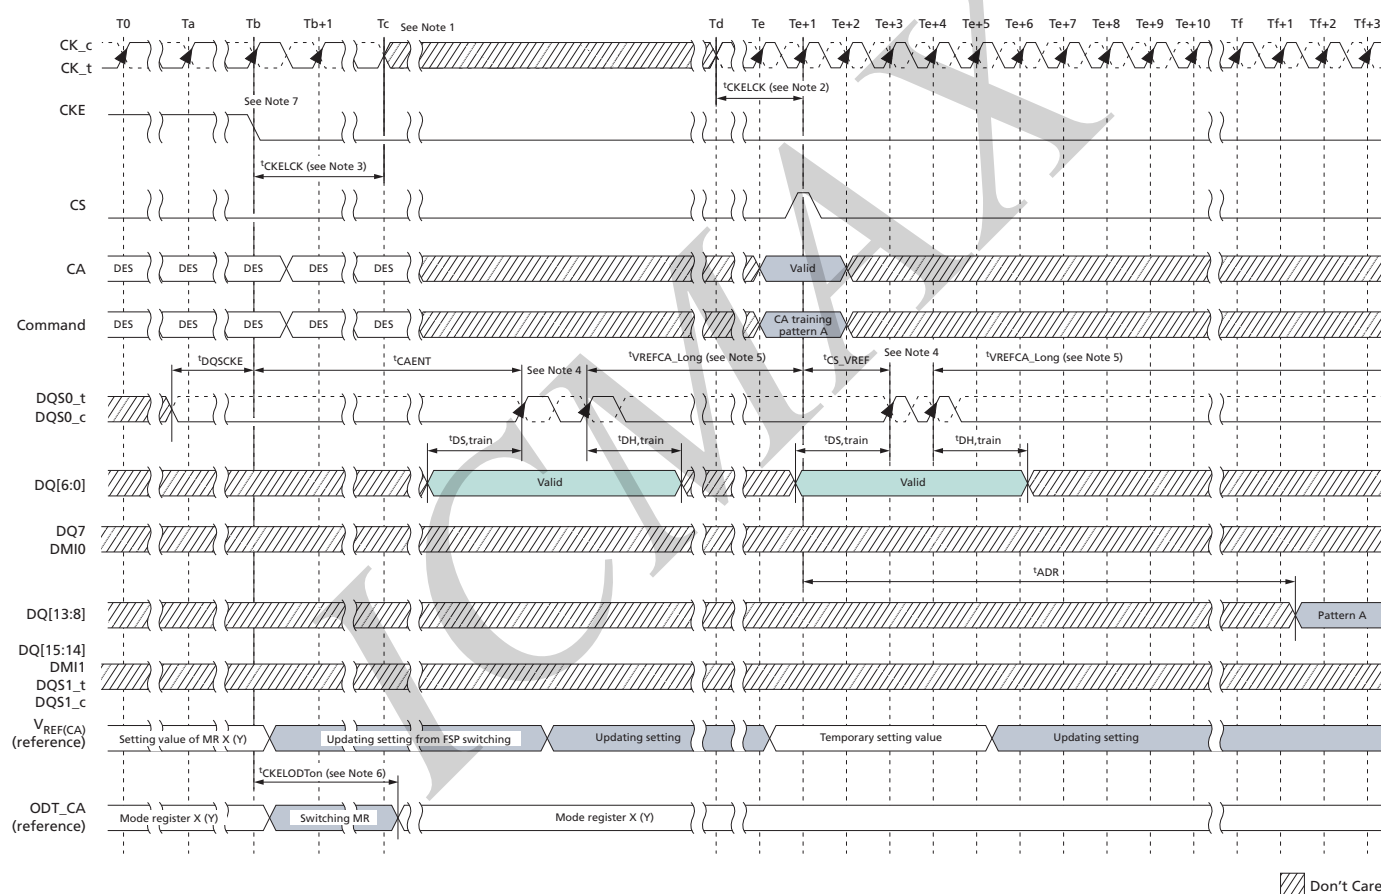 T0 Ta Tb Tb+1 Tc See Note 1 Td Te Te+1 Te+2 Te+3 Te+4 Te+5 Te+6 Te+7 Te+8 Te+9 Te+10 Tf Tf+1 Tf+2 Tf+3
CK_c
CK_t
tCKELCK (see Note 2)
See Note 7
CKE
tCKELCK (see Note 3)
CS
CA DES DES DES DES DES Valid
Command DES DES DES DES DES CA training
pattern A
tDQSCKE tCAENT See Note 4 tVREFCA_Long (see Note 5) tCS_VREF See Note 4 tVREFCA_Long (see Note 5)
DQS0_t
DQS0_c
tDS,train tDH,train tDS,train tDH,train
DQ[6:0] Valid Valid
DQ7
DMI0
tADR
DQ[13:8] Pattern A
DQ[15:14]
DMI1
DQS1_t
DQS1_c
VREF(CA)
(reference) Setting value of MR X (Y) Updating setting from FSP switching Updating setting Temporary setting value Updating setting
tCKELODTon (see Note 6)
ODT_CA
(reference) Mode register X (Y) Switching MR Mode register X (Y)
Don't Care
ICMAX